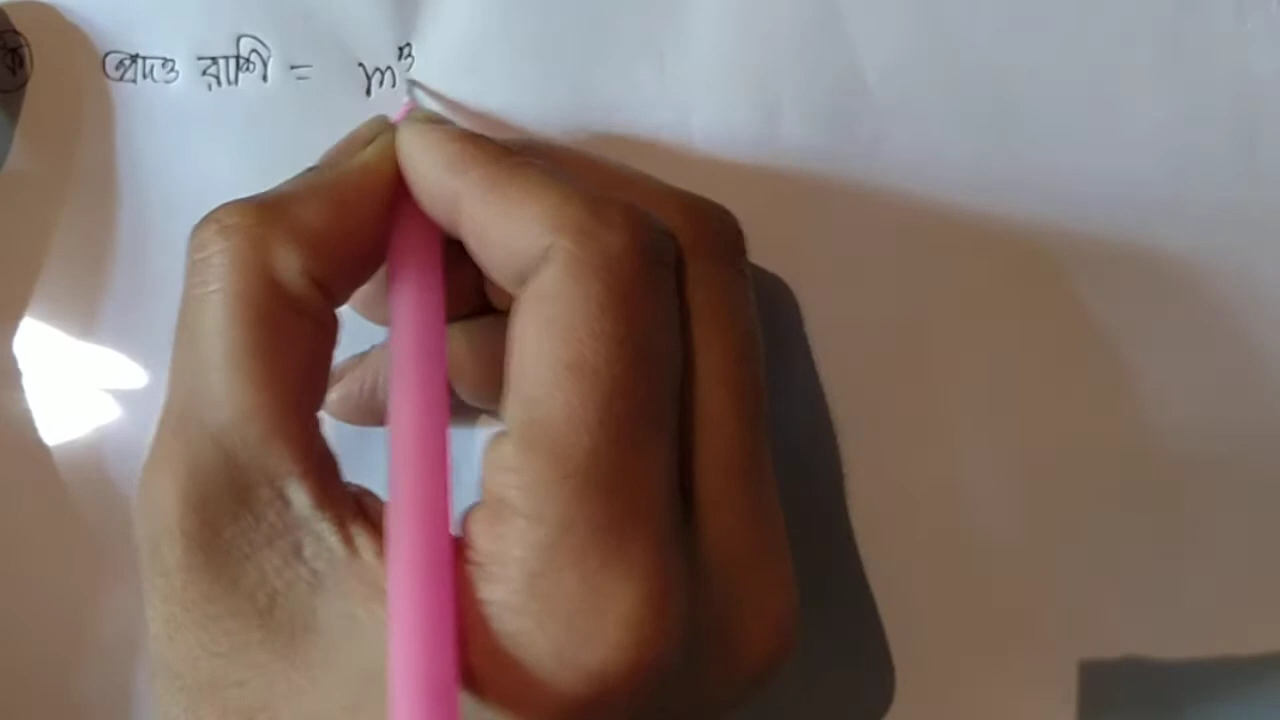 ক প্রদত্ত রাশি = m³